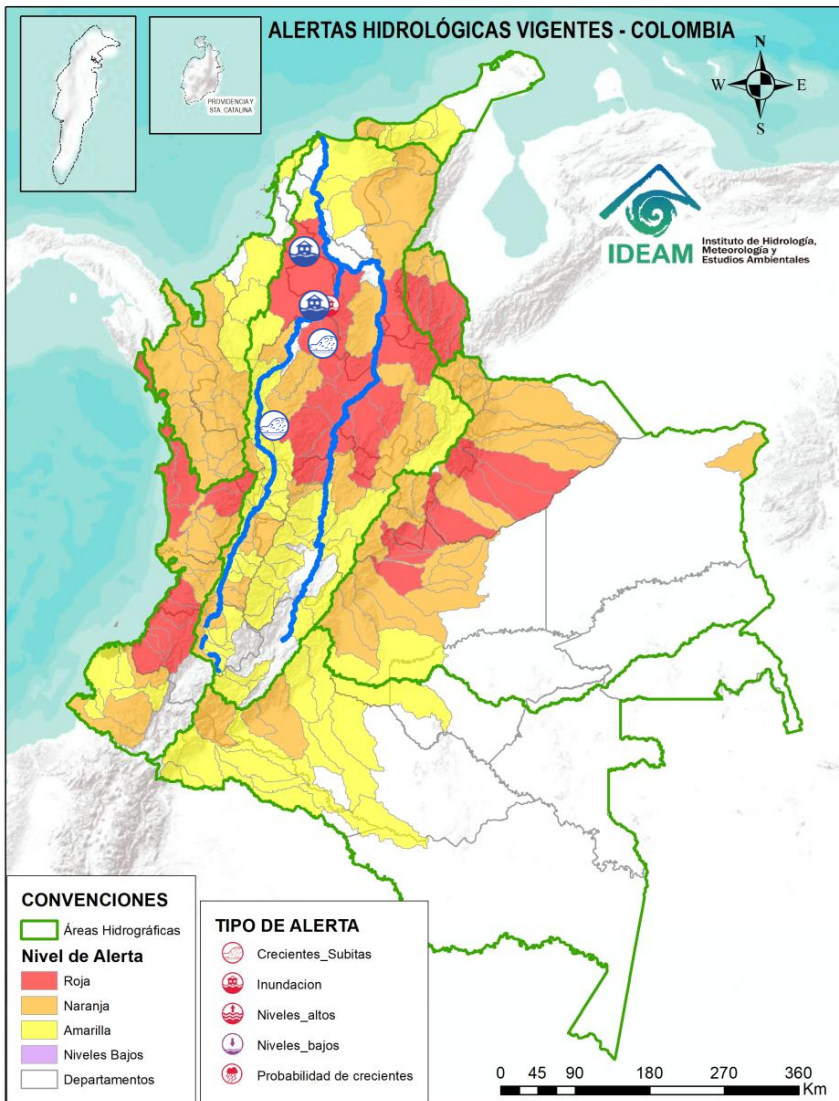 ALERTAS HIDROLÓGICAS VIGENTES - COLOMBIA
PROVIDENCIA Y
STA. CATALINA
N
W
E
S
IDEAM
Instituto de Hidrología,
Meteorología y
Estudios Ambientales
CONVENCIONES
Áreas Hidrográficas
Nivel de Alerta
Roja
Naranja
Amarilla
Niveles Bajos
Departamentos
TIPO DE ALERTA
Crecientes_Subitas
Inundacion
Niveles_altos
Niveles_bajos
Probabilidad de crecientes
0 45 90 180 270 360
Km